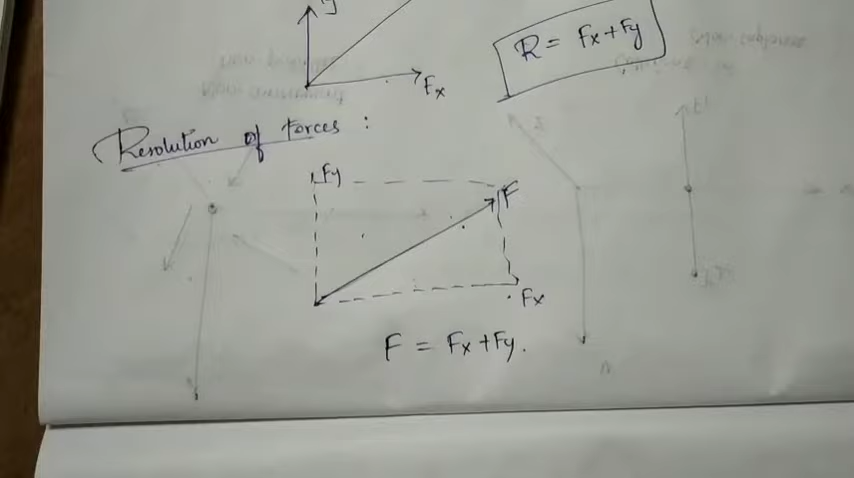 y
R = Fx+Fy
Fx
Resolution of forces :
Fy
F
Fx
F = Fx+Fy.